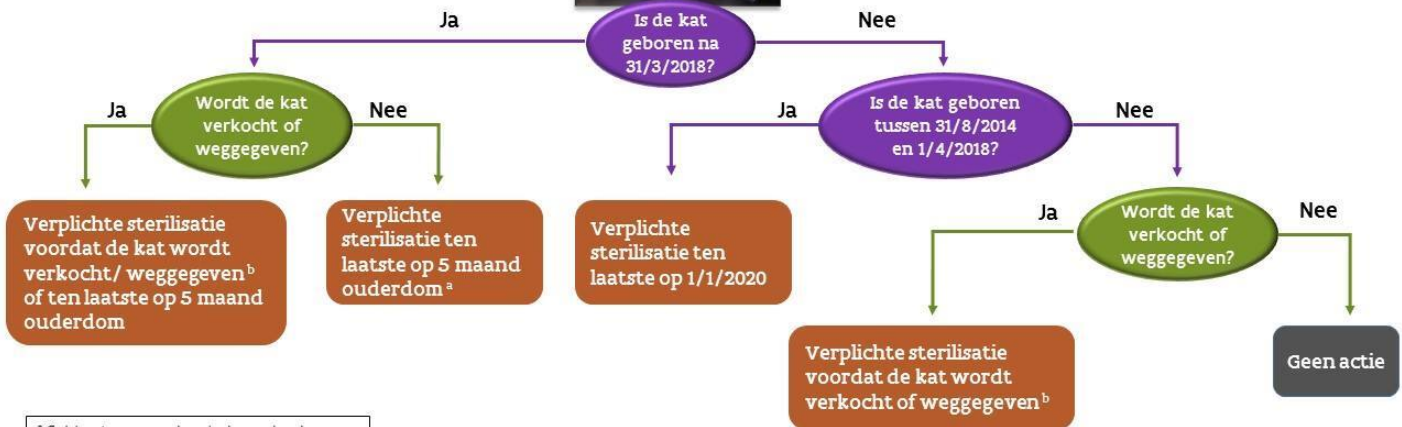 Ja
Is de kat
geboren na
31/3/2018?
Nee
Ja
Wordt de kat
verkocht of
weggegeven?
Nee
Ja
Is de kat geboren
tussen 31/8/2014
en 1/4/2018?
Nee
Verplichte sterilisatie
voordat de kat wordt
verkocht/ weggegeven b
of ten laatste op 5 maand
ouderdom
Verplichte
sterilisatie ten
laatste op 5 maand
ouderdom a
Verplichte
sterilisatie ten
laatste op 1/1/2020
Ja
Wordt de kat
verkocht of
weggegeven?
Nee
Verplichte sterilisatie
voordat de kat wordt
verkocht of weggegeven b
Geen actie